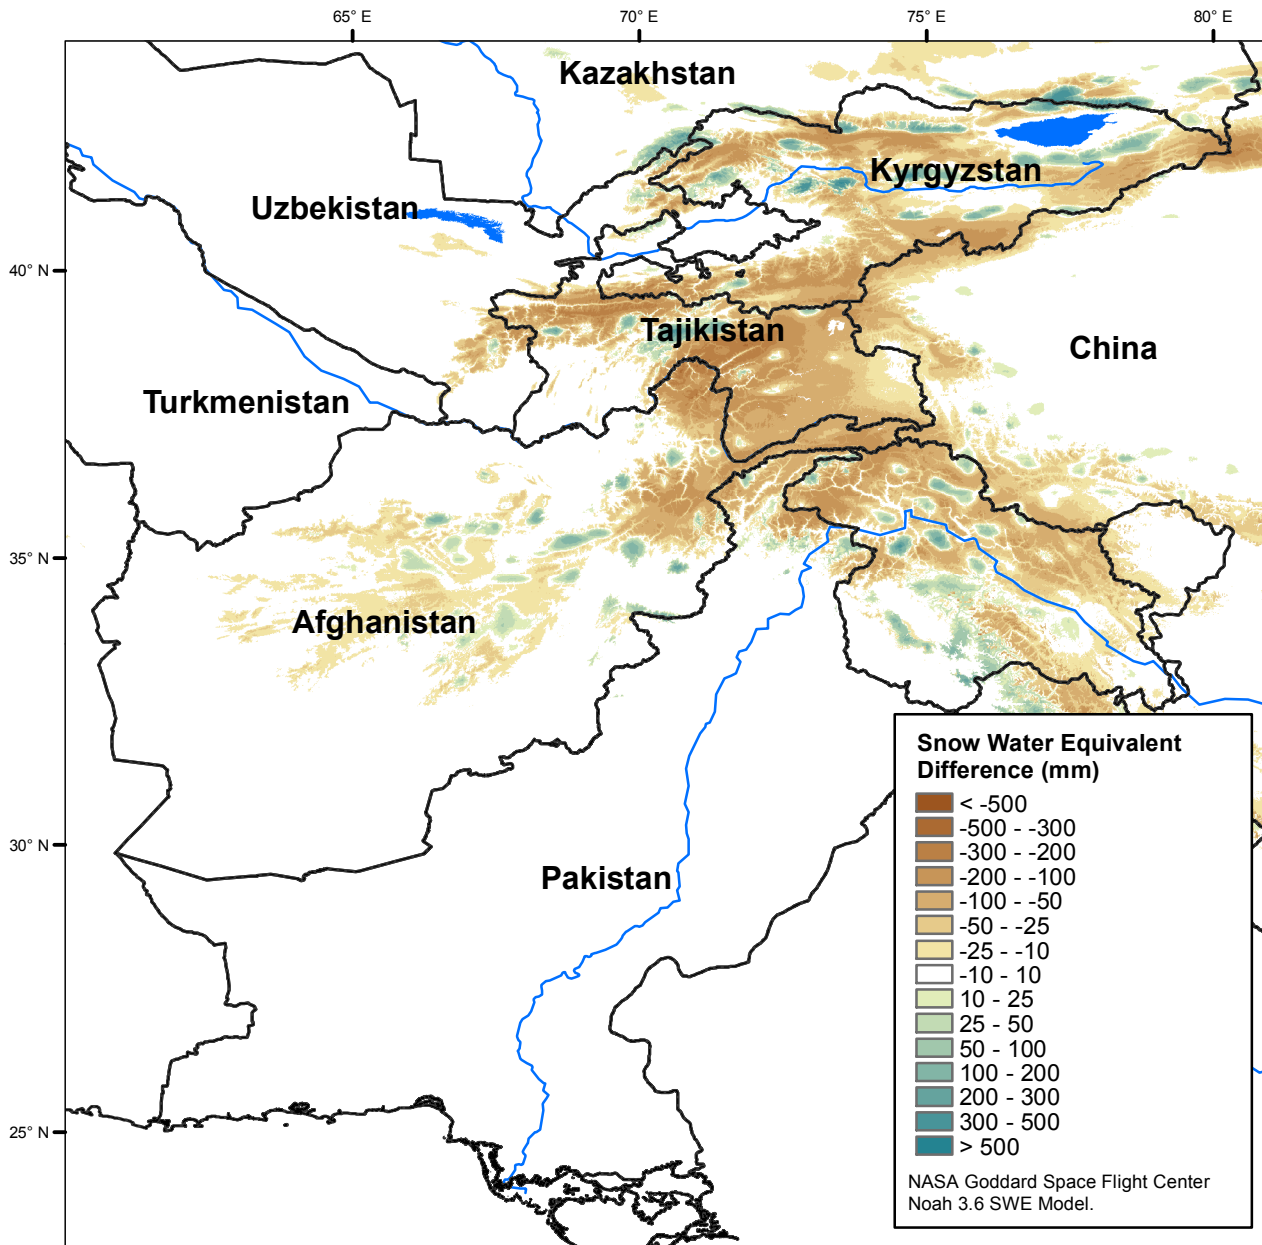 65° E
70° E
75° E
80° E
Kazakhstan
Kyrgyzstan
Uzbekistan
40° N
Tajikistan
China
Turkmenistan
35° N
Afghanistan
30° N
Pakistan
25° N
Snow Water Equivalent
Difference (mm)
< -500
-500 - -300
-300 - -200
-200 - -100
-100 - -50
-50 - -25
-25 - -10
-10 - 10
10 - 25
25 - 50
50 - 100
100 - 200
200 - 300
300 - 500
> 500
NASA Goddard Space Flight Center
Noah 3.6 SWE Model.